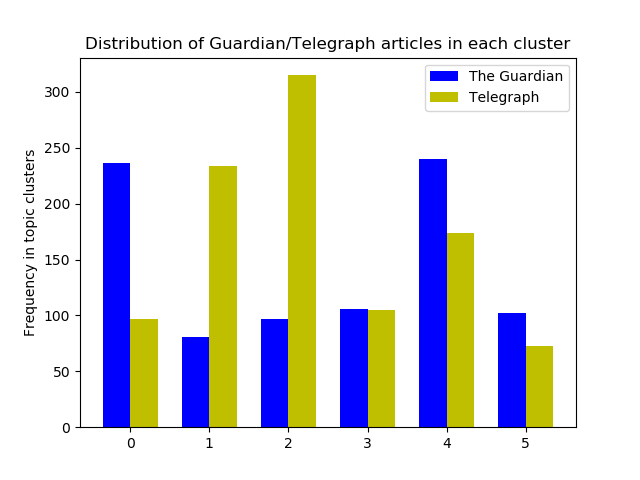 Distribution of Guardian/Telegraph articles in each cluster
The Guardian
Telegraph
Frequency in topic clusters
300
250
200
150
100
50
0
0 1 2 3 4 5